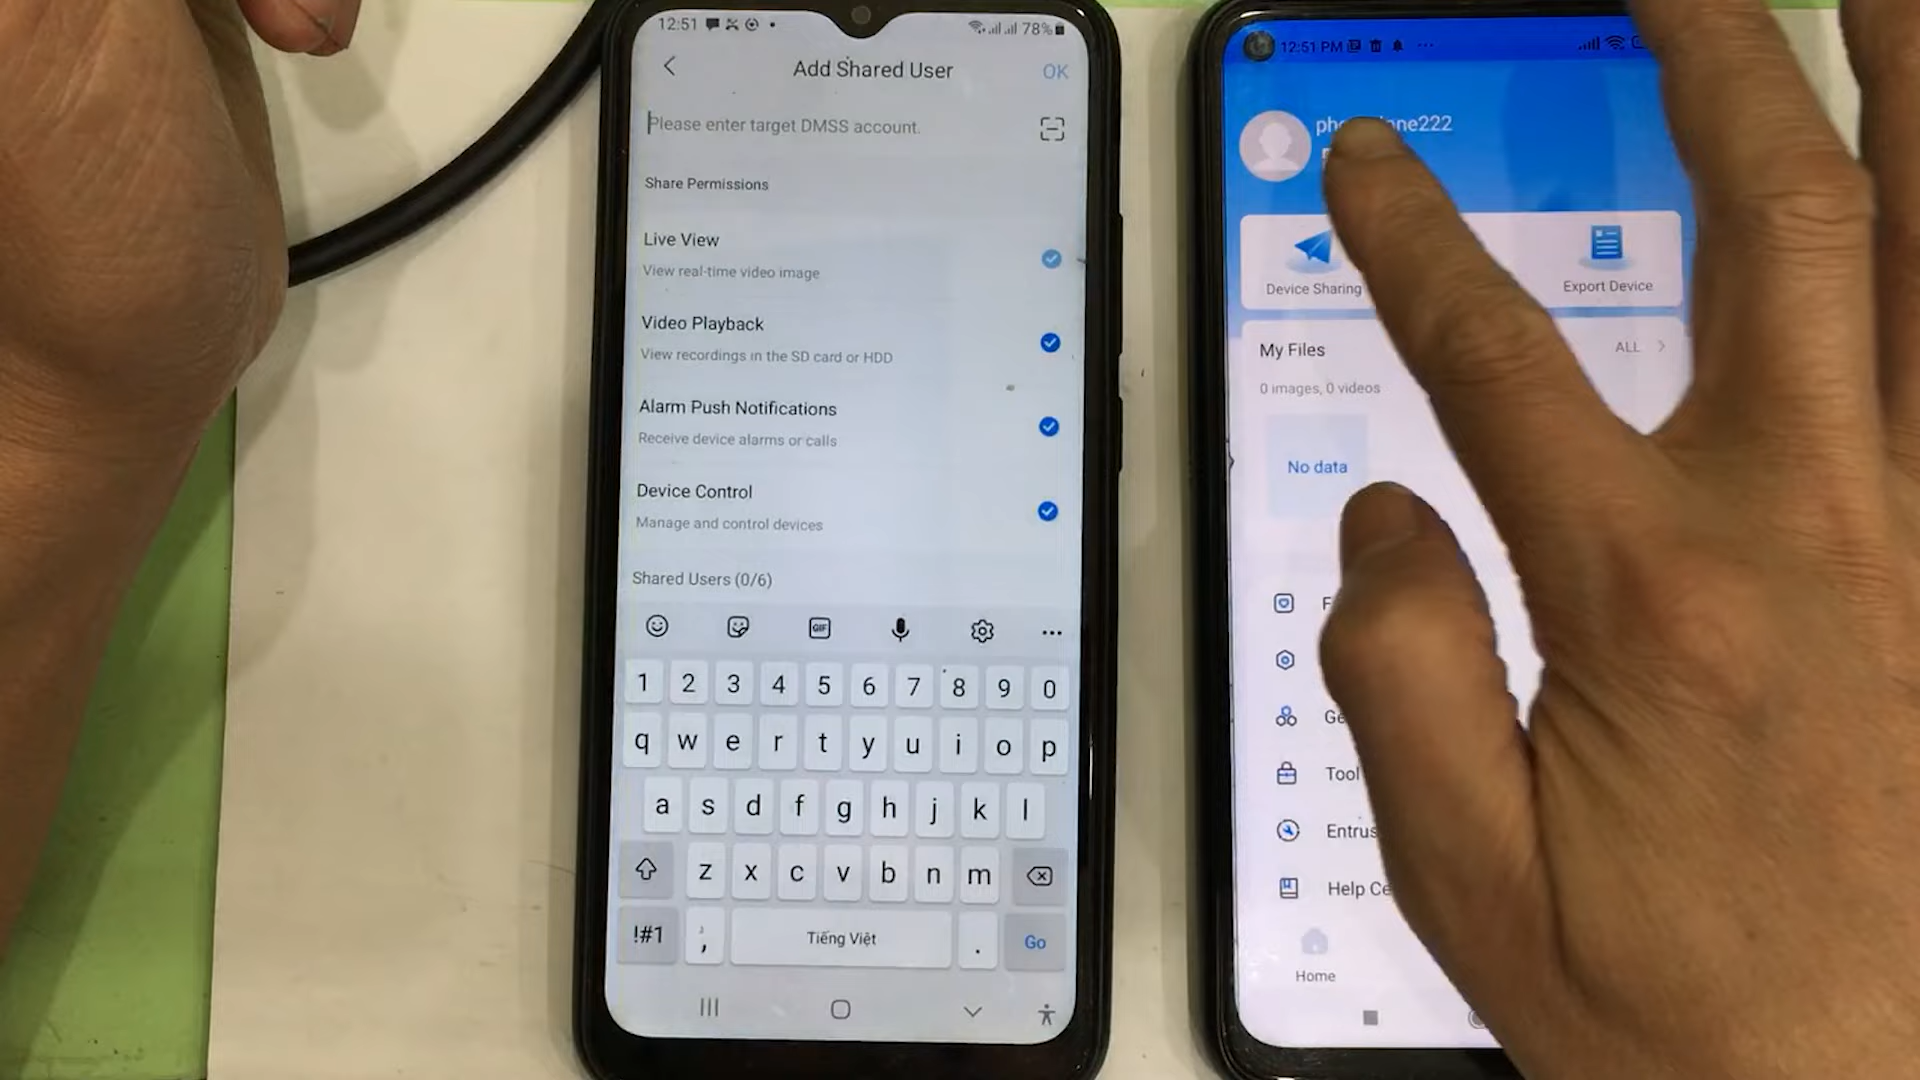 12:51
78%
Add Shared User
OK
Please enter target DMSS account.
Share Permissions
Live View
View real-time video image
Video Playback
View recordings in the SD card or HDD
Alarm Push Notifications
Receive device alarms or calls
Device Control
Manage and control devices
Shared Users (0/6)
GIF
1 2 3 4 5 6 7 8 9 0
q w e r t y u i o p
a s d f g h j k l
z x c v b n m
!#1 , Tiếng Việt . Go
12:51 PM
Device Sharing
Export Device
My Files
ALL
0 images, 0 videos
No data
Tool
Help
Home